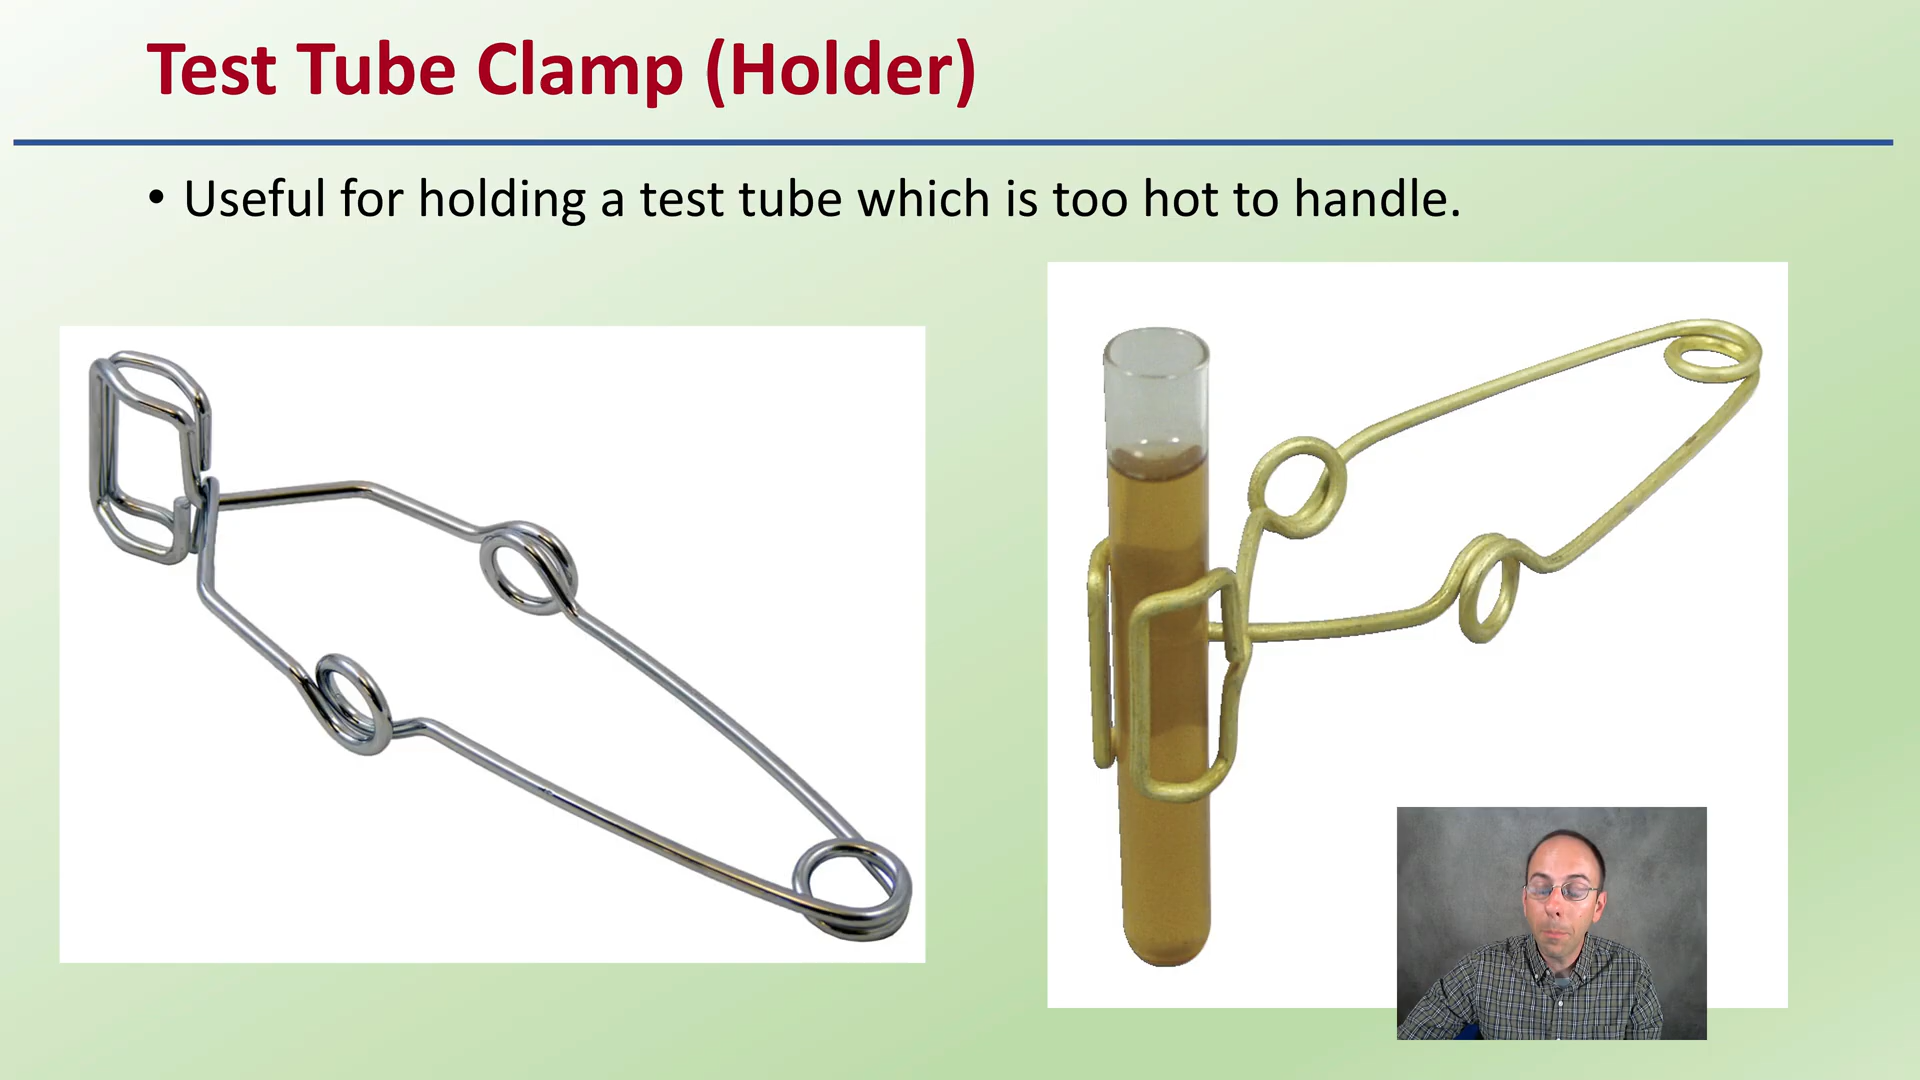 Test Tube Clamp (Holder)
• Useful for holding a test tube which is too hot to handle.